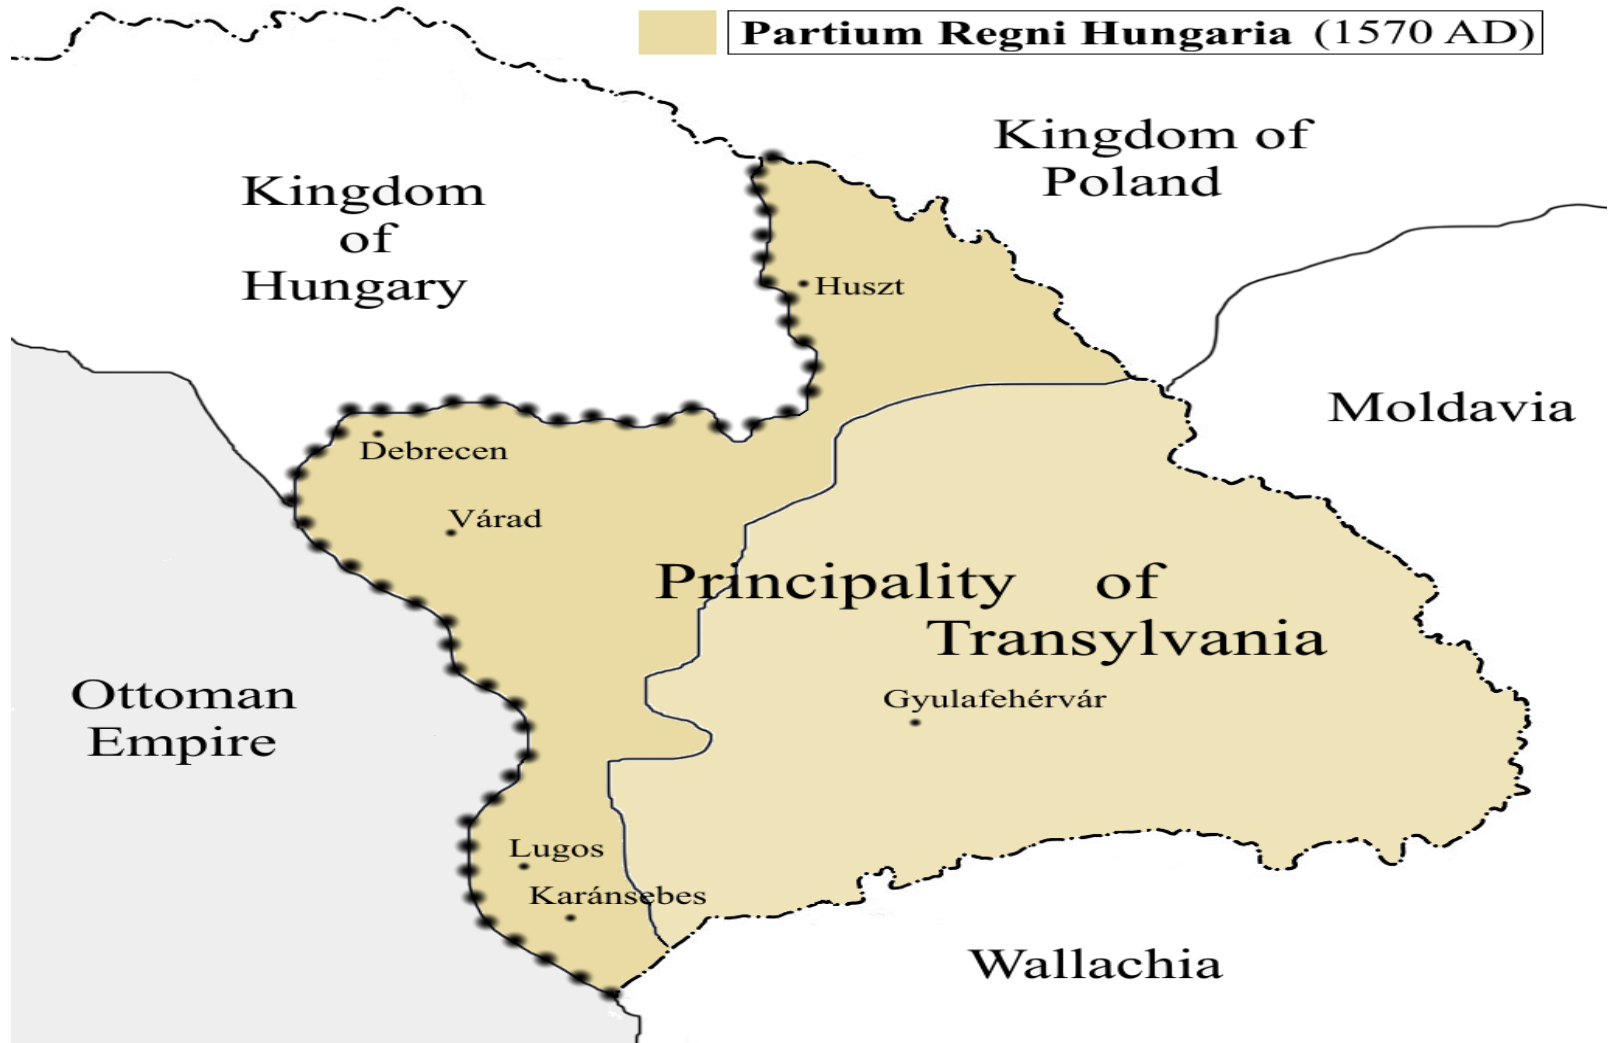 Partium Regni Hungaria (1570 AD)
Kingdom of
Poland
Kingdom
of
Hungary
Huszt
Moldavia
Debrecen
Várad
Principality of
Transylvania
Gyulafehérvár
Ottoman
Empire
Lugos
Karánsebes
Wallachia